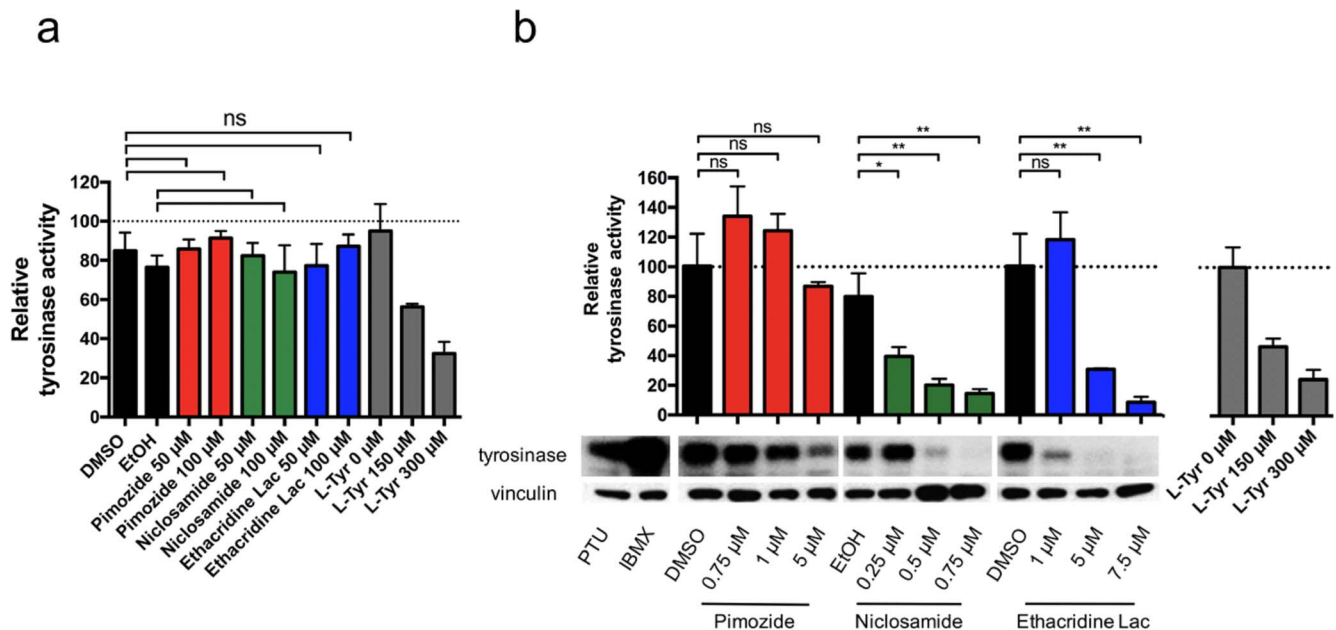 a
b
ns
120
100
80
60
40
20
0
Relative
tyrosinase activity
DMSO
EtOH
Pimozide 50 µM
Pimozide 100 µM
Niclosamide 50 µM
Niclosamide 100 µM
Ethacridine Lac 50 µM
Ethacridine Lac 100 µM
L-Tyr 0 µM
L-Tyr 150 µM
L-Tyr 300 µM
ns
ns
ns
**
**
*
**
**
ns
160
140
120
100
80
60
40
20
0
Relative
tyrosinase activity
L-Tyr 0 µM
L-Tyr 150 µM
L-Tyr 300 µM
tyrosinase
vinculin
PTU
IBMX
DMSO
0.75 µM
1 µM
5 µM
EtOH
0.25 µM
0.5 µM
0.75 µM
DMSO
1 µM
5 µM
7.5 µM
Pimozide
Niclosamide
Ethacridine Lac